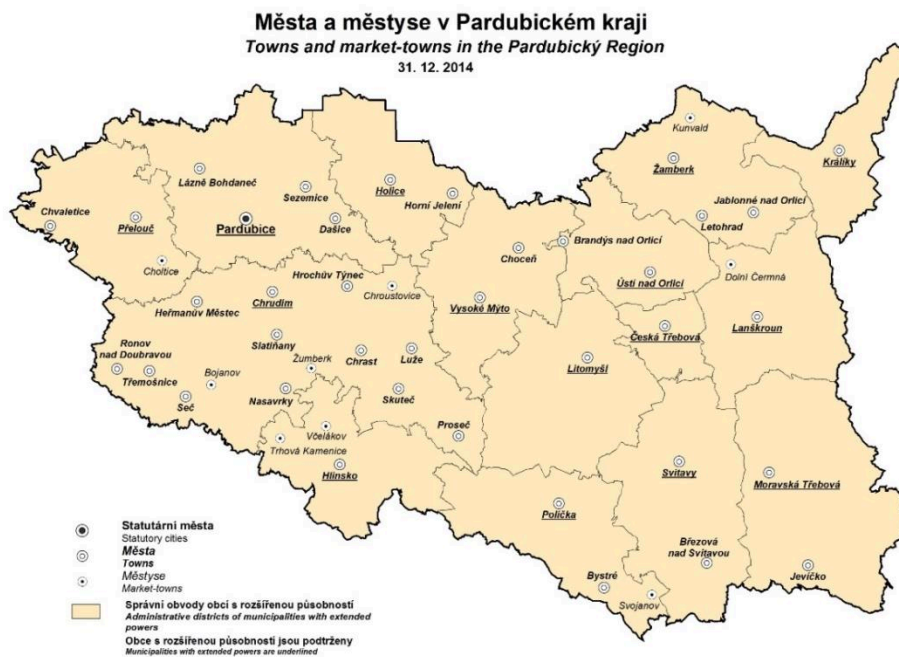 Města a městyse v Pardubickém kraji
Towns and market-towns in the Pardubický Region
31. 12. 2014
Kunvald
Žamberk
Králíky
Lázně Bohdaneč
Sezemice
Holice
Horní Jelení
Jablonné nad Orlicí
Letohrad
Chvaletice
Přelouč
Pardubice
Dašice
Choceň
Brandýs nad Orlicí
Choltice
Hrochův Týnec
Chroustovice
Ústí nad Orlicí
Dolní Čermná
Heřmanův Městec
Chrudim
Vysoké Mýto
Lanškroun
Slatiňany
Česká Třebová
Ronov
nad Doubravou
Třemošnice
Bojanov
Žumberk
Chrast
Luže
Litomyšl
Seč
Nasavrky
Skuteč
Proseč
Včelákov
Trhová Kamenice
Hlinsko
Svitavy
Moravská Třebová
Polička
Březová
nad Svitavou
Bystré
Svojanov
Jevíčko
Statutární města
Statutory cities
Města
Towns
Městyse
Market-towns
Správní obvody obcí s rozšířenou působností
Administrative districts of municipalities with extended
powers
Obce s rozšířenou působností jsou podtrženy
Municipalities with extended powers are underlined